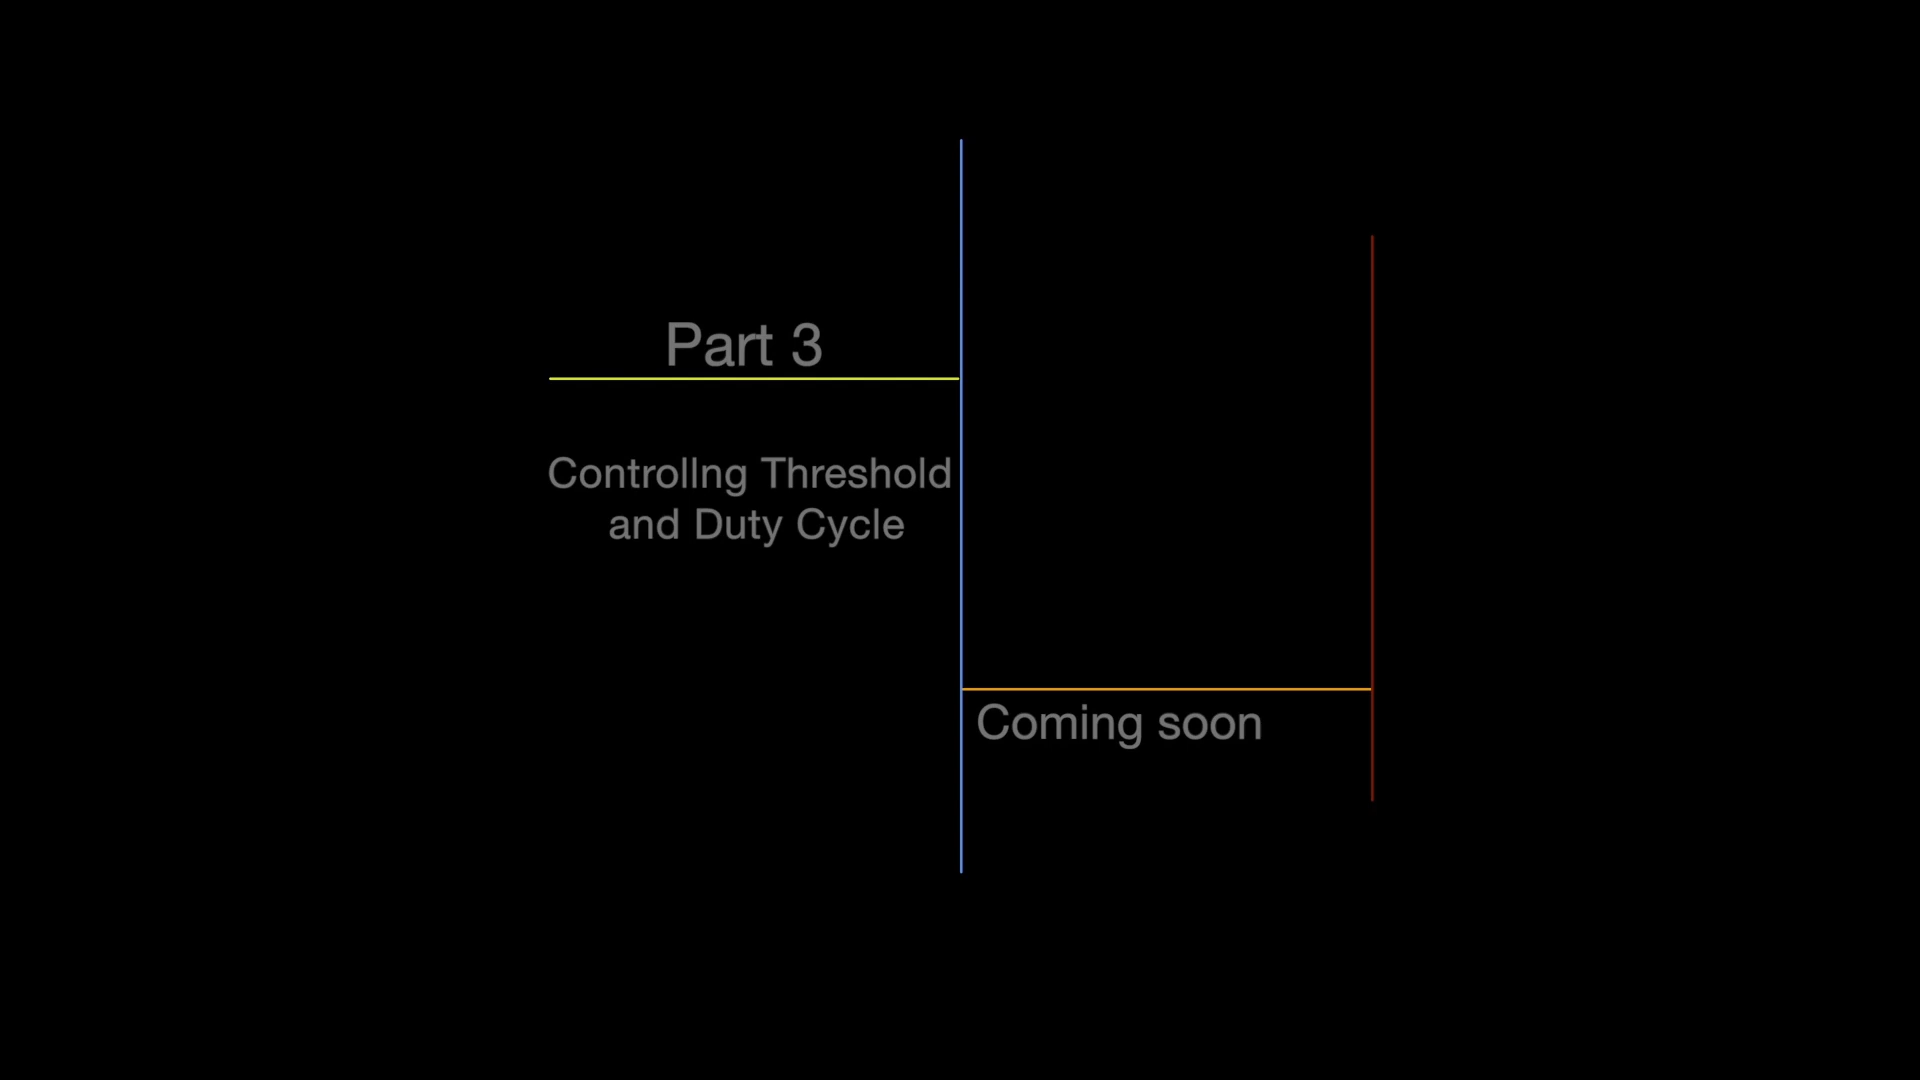 Part 3
Controllng Threshold
and Duty Cycle
Coming soon